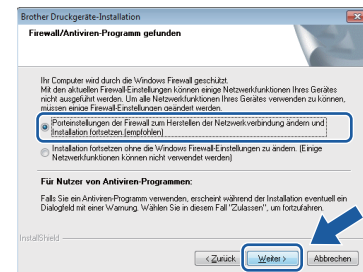 Brother Druckgeräte-Installation
Firewall/Antiviren-Programm gefunden
Ihr Computer wird durch die Windows Firewall geschützt.
Mit den aktuellen Firewall-Einstellungen können einige Netzwerkfunktionen Ihres Gerätes
nicht ausgeführt werden. Um alle Netzwerkfunktionen Ihres Gerätes verwenden zu können,
müssen einige Firewall-Einstellungen geändert werden.
Porteinstellungen der Firewall zum Herstellen der Netzwerkverbindung ändern und
Installation fortsetzen.(empfohlen)
Installation fortsetzen ohne die Windows Firewall-Einstellungen zu ändern. (Einige
Netzwerkfunktionen können nicht verwendet werden)
Für Nutzer von Antiviren-Programmen:
Falls Sie ein Antiviren-Programm verwenden, erscheint während der Installation eventuell ein
Dialogfeld mit einer Warnung. Wählen Sie in diesem Fall "Zulassen", um fortzufahren.
InstallShield
< Zurück
Weiter >
Abbrechen